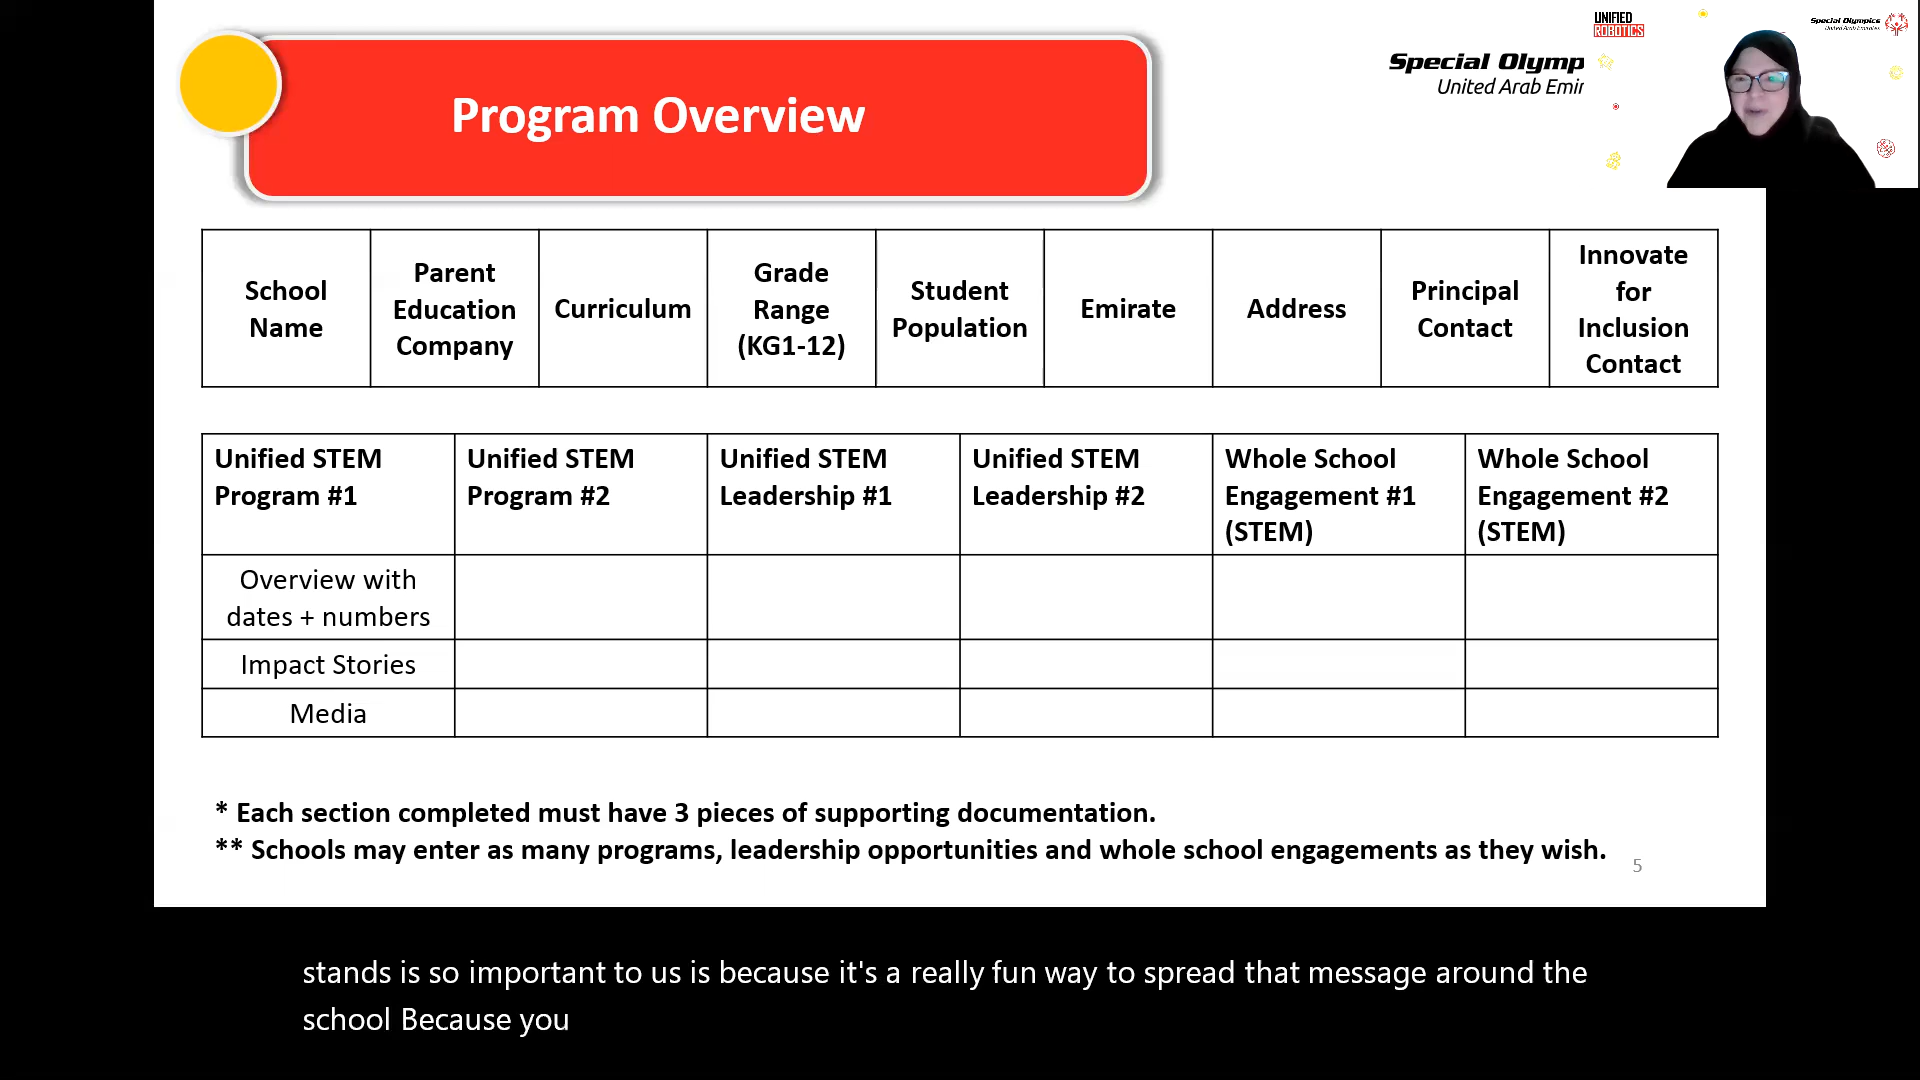 UNIFIED
ROBOTICS
Special Olympics
United Arab Emirates
Special Olymp
United Arab Emir
Program Overview
School
Name
Parent
Education
Company
Curriculum
Grade
Range
(KG1-12)
Student
Population
Emirate
Address
Principal
Contact
Innovate
for
Inclusion
Contact
Unified STEM
Program #1
Unified STEM
Program #2
Unified STEM
Leadership #1
Unified STEM
Leadership #2
Whole School
Engagement #1
(STEM)
Whole School
Engagement #2
(STEM)
Overview with
dates + numbers
Impact Stories
Media
* Each section completed must have 3 pieces of supporting documentation.
** Schools may enter as many programs, leadership opportunities and whole school engagements as they wish.
5
stands is so important to us is because it's a really fun way to spread that message around the
school Because you